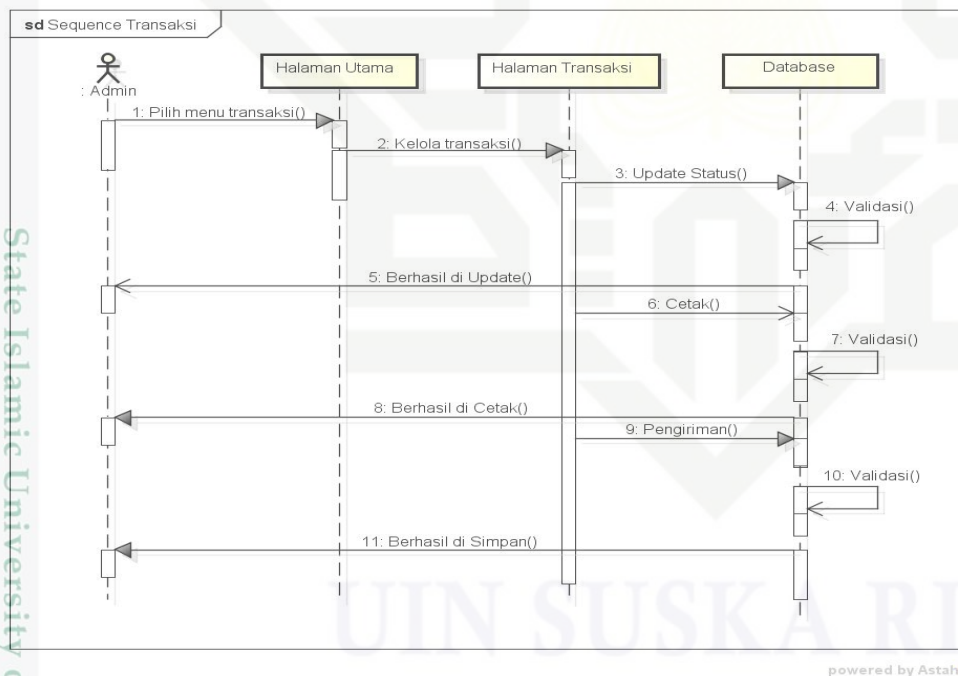 sd Sequence Transaksi
: Admin
Halaman Utama
Halaman Transaksi
Database
1: Pilih menu transaksi()
2: Kelola transaksi()
3: Update Status()
4: Validasi()
5: Berhasil di Update()
6: Cetak()
7: Validasi()
8: Berhasil di Cetak()
9: Pengiriman()
10: Validasi()
11: Berhasil di Simpan()
State Islamic University
UIN SUSKA
powered by Astah